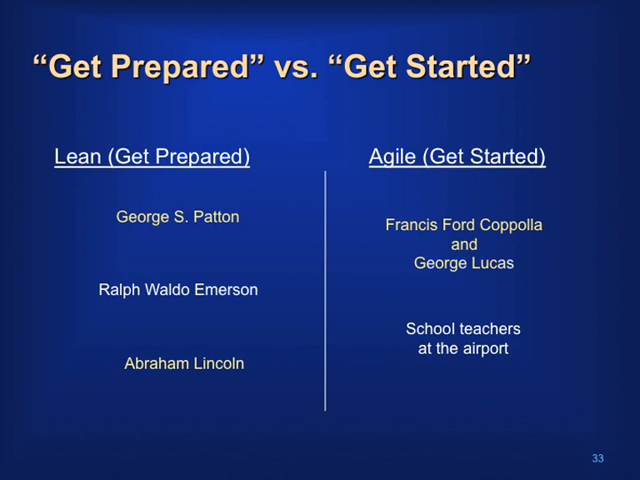 “Get Prepared” vs. “Get Started”
Lean (Get Prepared)
George S. Patton
Ralph Waldo Emerson
Abraham Lincoln
Agile (Get Started)
Francis Ford Coppolla
and
George Lucas
School teachers
at the airport
33